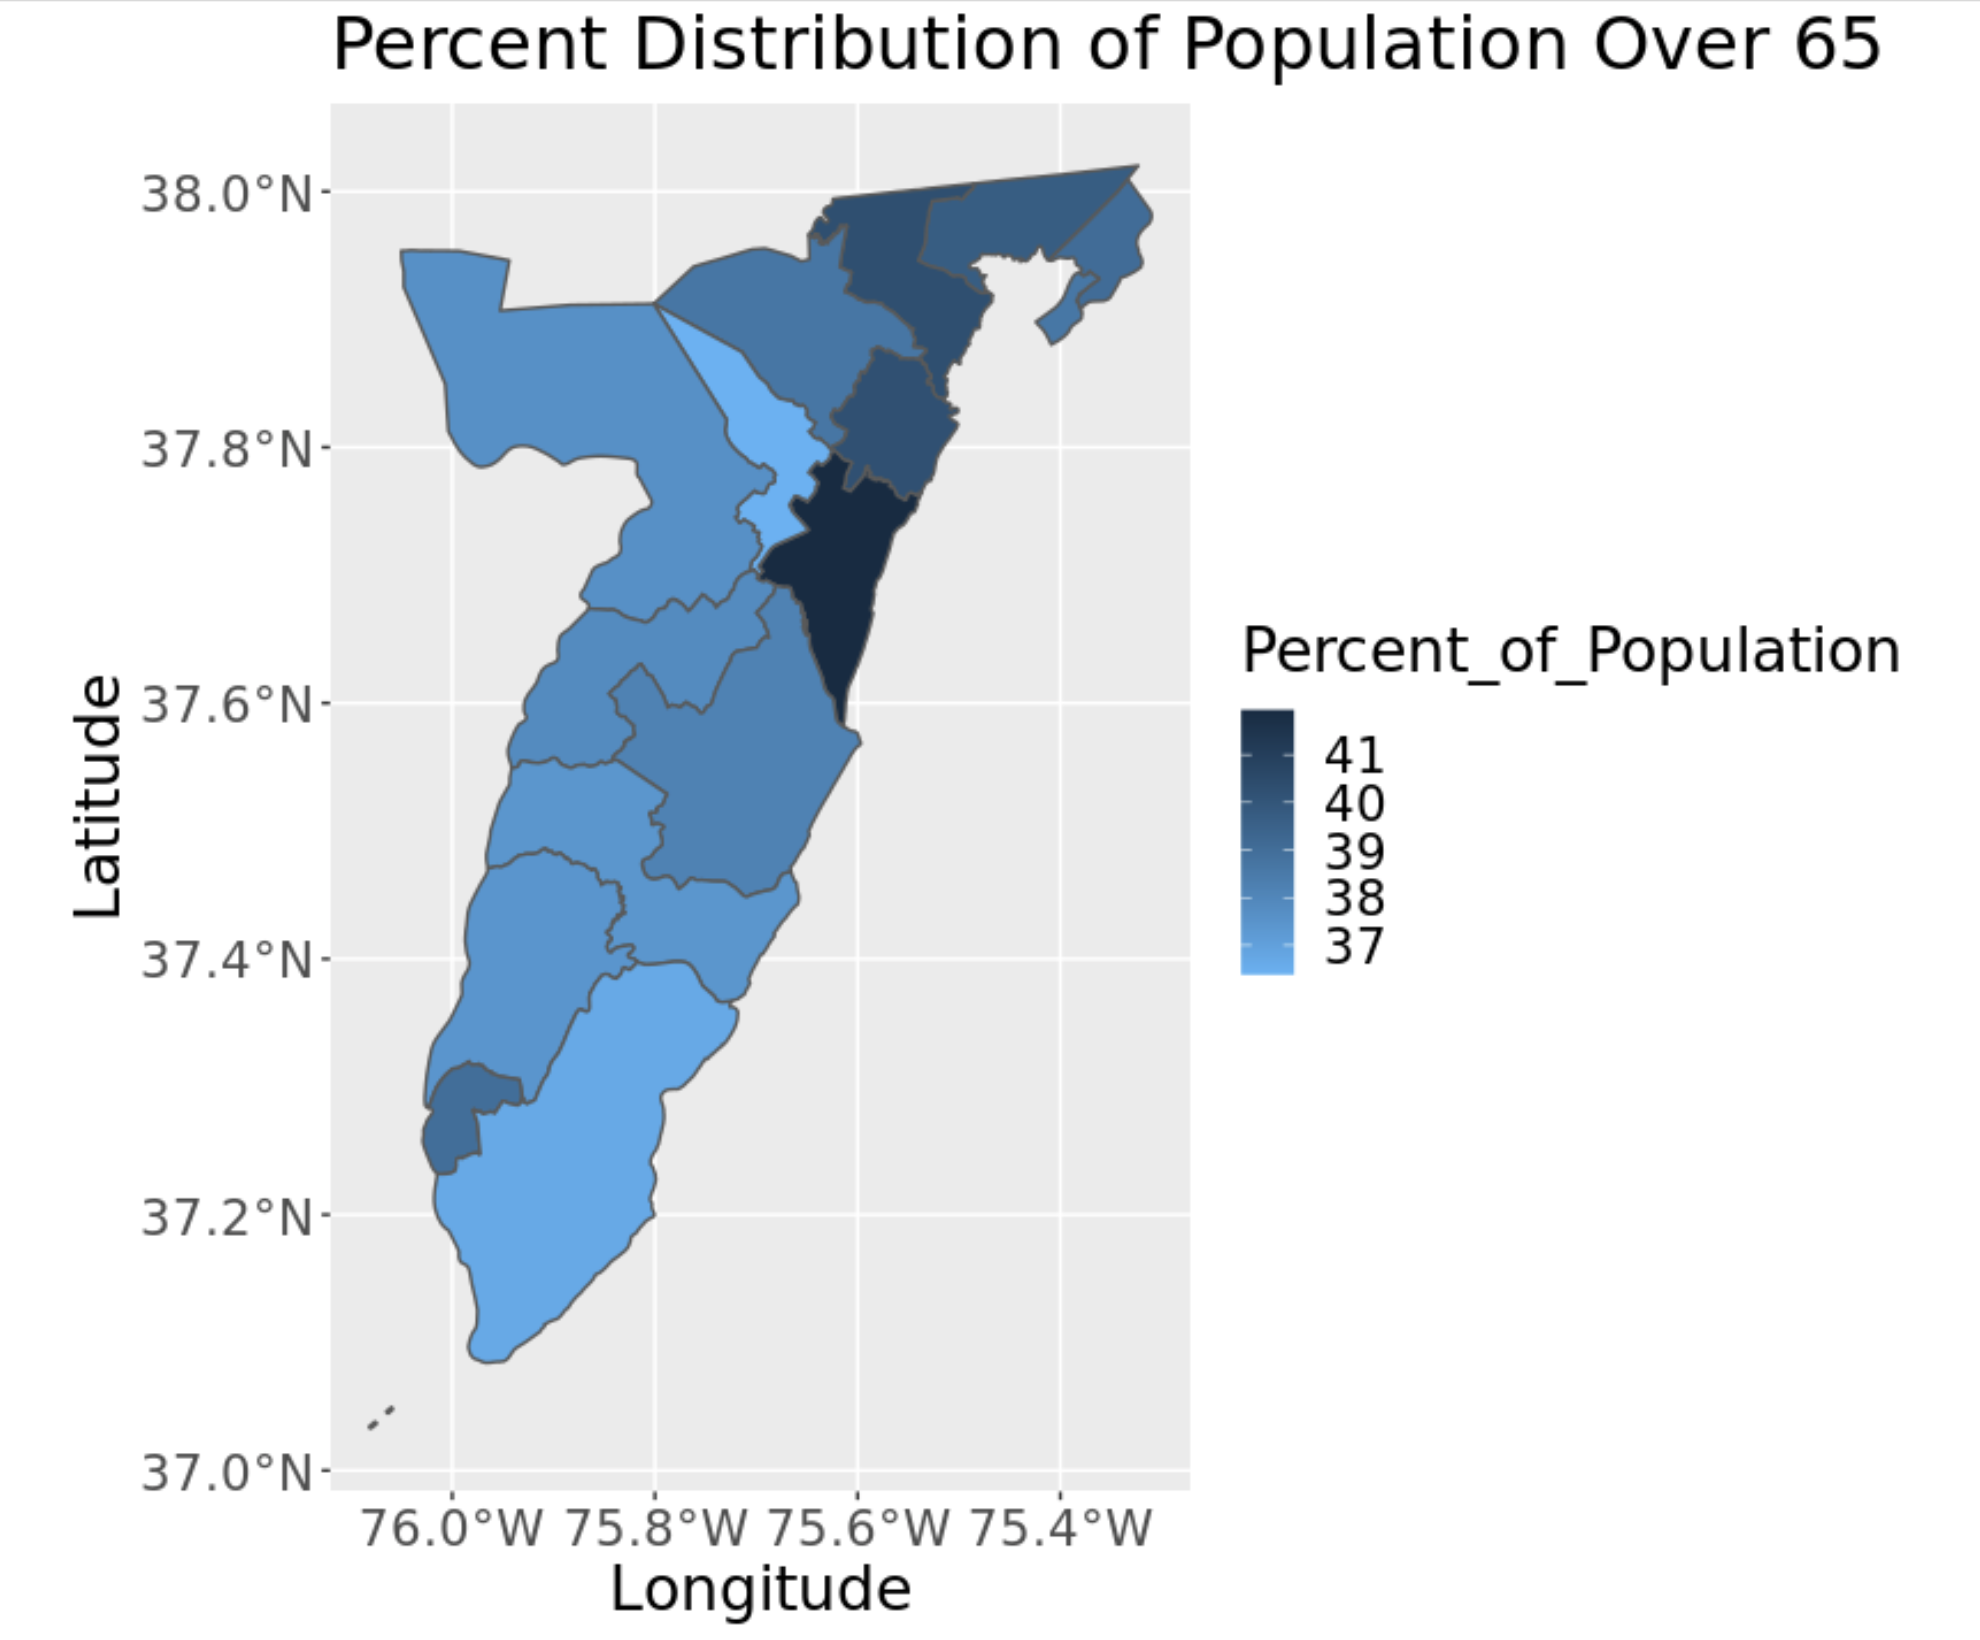 Percent Distribution of Population Over 65
38.0°N
37.8°N
37.6°N
37.4°N
37.2°N
37.0°N
Latitude
76.0°W 75.8°W 75.6°W 75.4°W
Longitude
Percent_of_Population
41
40
39
38
37